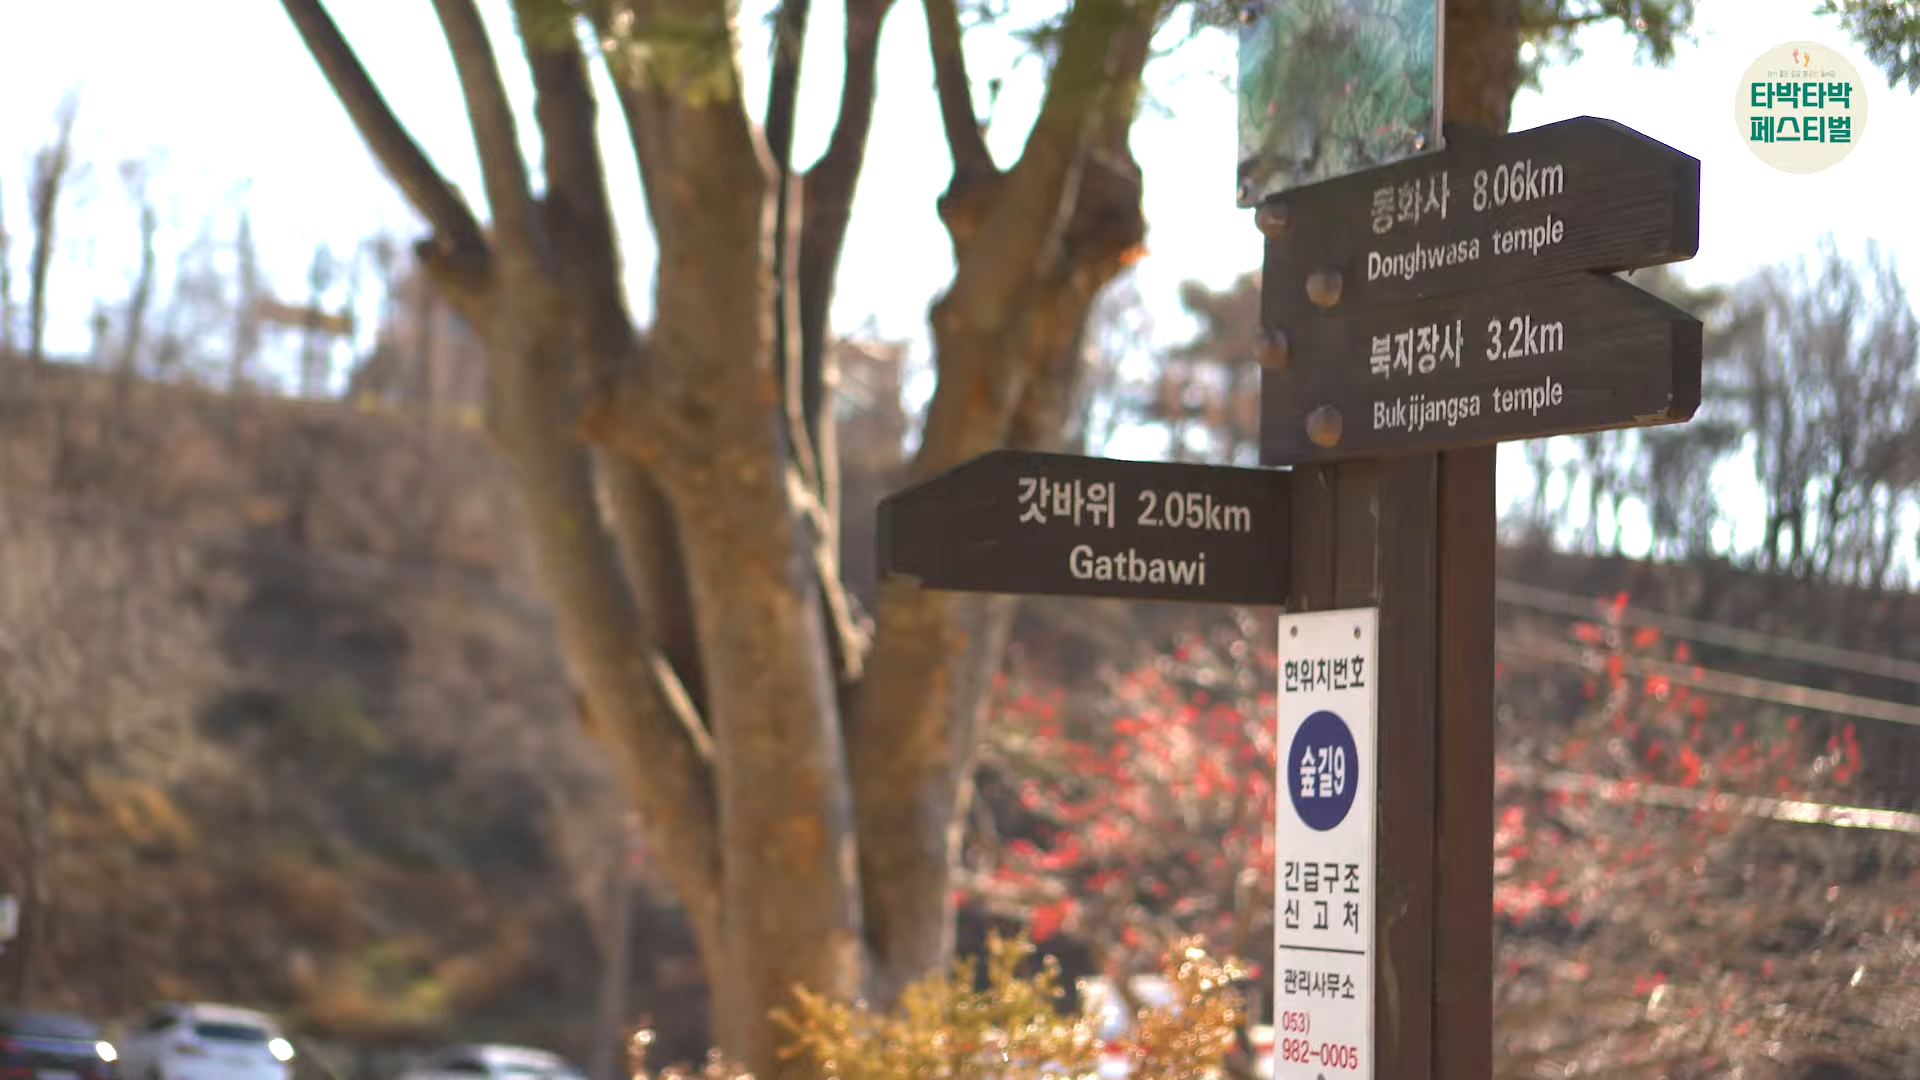 타박타박
페스티벌
동화사 8.06km
Donghwasa temple
북지장사 3.2km
Bukjijangsa temple
갓바위 2.05km
Gatbawi
현위치번호
숲길9
긴급구조
신고처
관리사무소
053)
982-0005